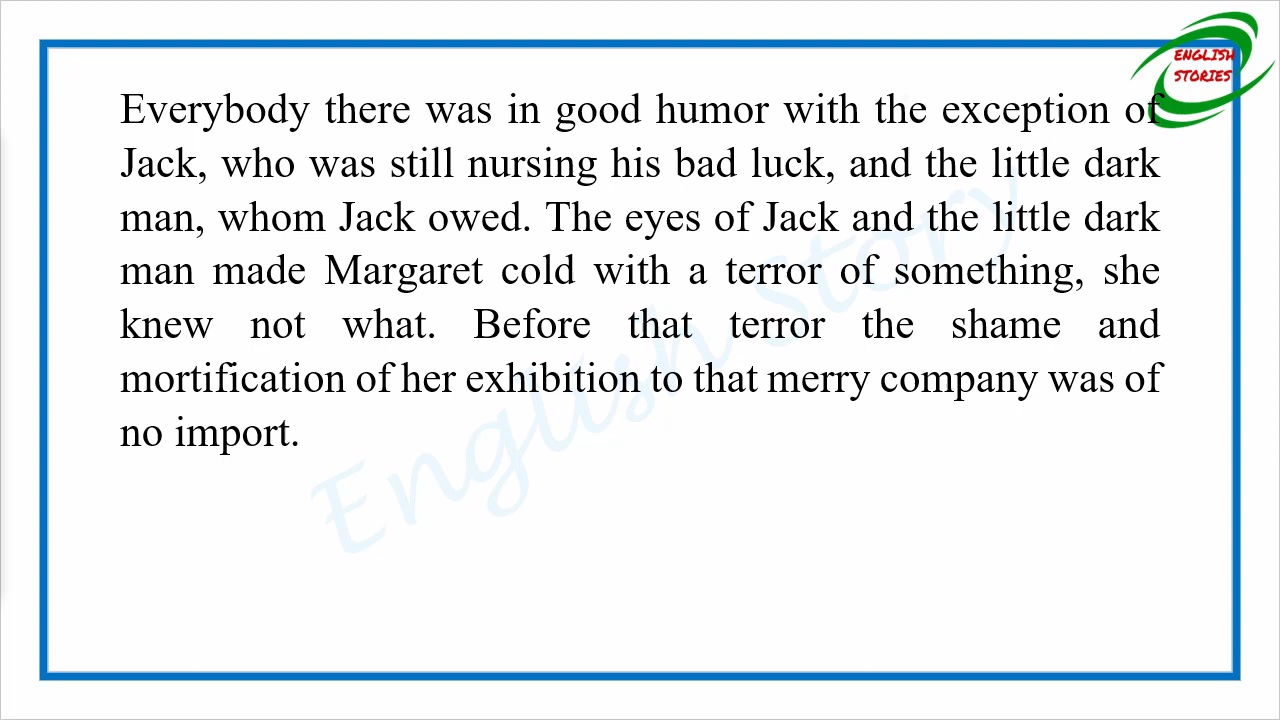 ENGLISH
STORIES
Everybody there was in good humor with the exception of
Jack, who was still nursing his bad luck, and the little dark
man, whom Jack owed. The eyes of Jack and the little dark
man made Margaret cold with a terror of something, she
knew not what. Before that terror the shame and
mortification of her exhibition to that merry company was of
no import.
English Story